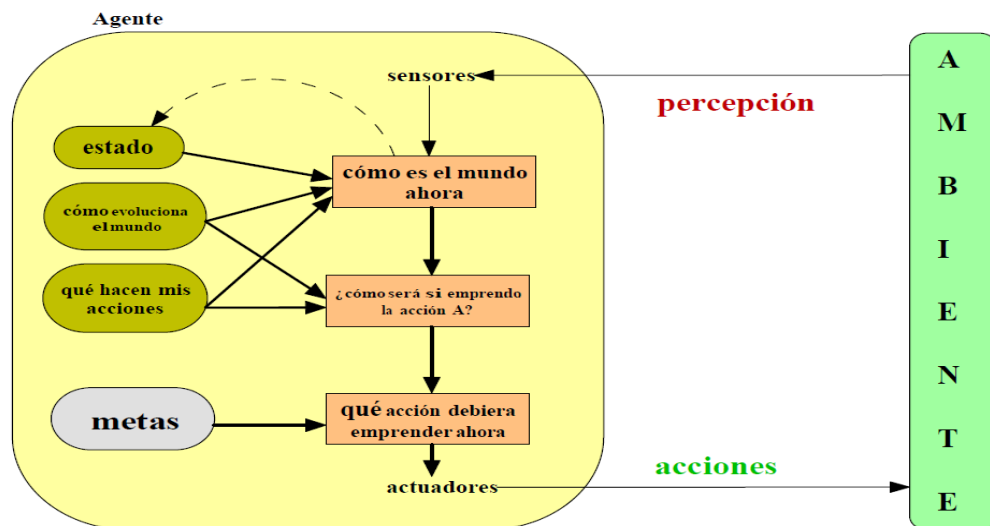 Agente
sensores
percepción
estado
cómo es el mundo
ahora
cómo evoluciona
el mundo
qué hacen mis
acciones
¿cómo será si emprendo
la acción A?
metas
qué acción debiera
emprender ahora
actuadores
acciones
A
M
B
I
E
N
T
E